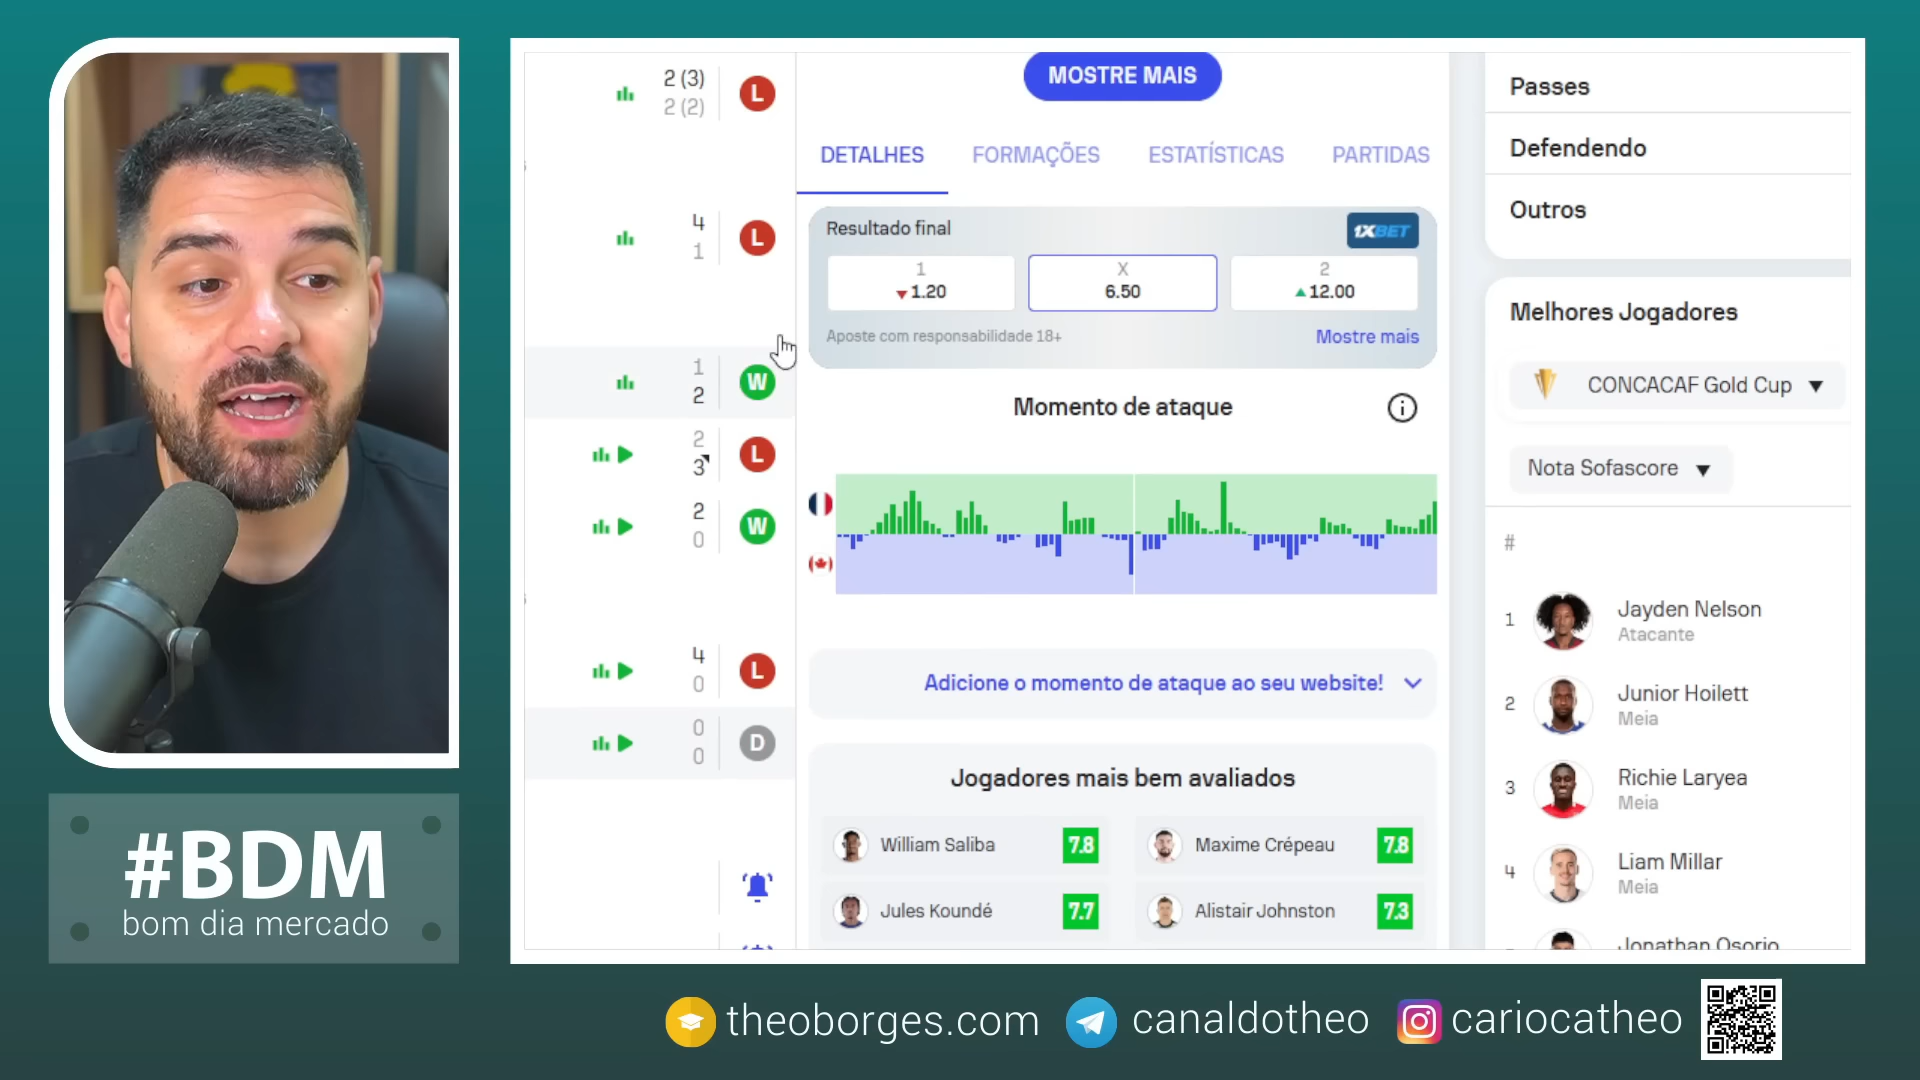 2 (3)
2 (2)
L
4
1
L
1
2
W
2
3
L
2
0
W
4
0
L
0
0
D
MOSTRE MAIS
DETALHES
FORMAÇÕES
ESTATÍSTICAS
PARTIDAS
Resultado final
1XBET
1
1.20
X
6.50
2
12.00
Aposte com responsabilidade 18+
Mostre mais
Momento de ataque
Adicione o momento de ataque ao seu website!
Jogadores mais bem avaliados
William Saliba 7.8
Maxime Crépeau 7.8
Jules Koundé 7.7
Alistair Johnston 7.3
Passes
Defendendo
Outros
Melhores Jogadores
CONCACAF Gold Cup
Nota Sofascore
#
1 Jayden Nelson
Atacante
2 Junior Hoilett
Meia
3 Richie Laryea
Meia
4 Liam Millar
Meia
Jonathan Osorio
#BDM
bom dia mercado
theoborges.com
canaldotheo
cariocatheo